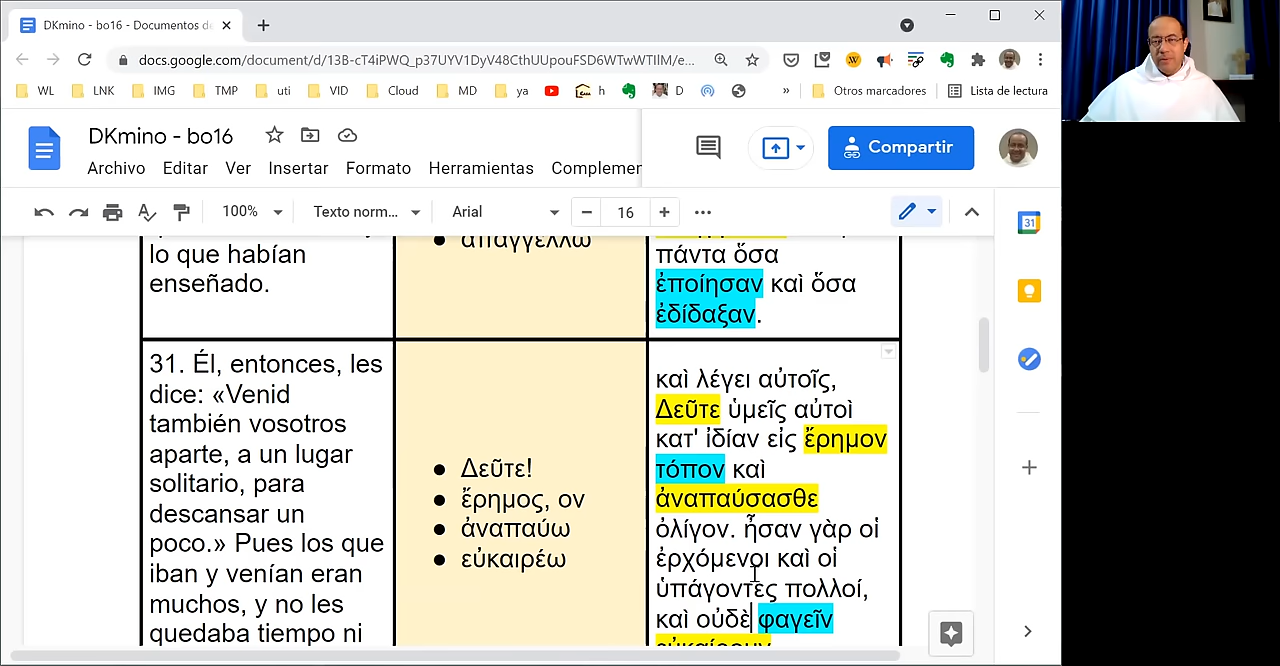 DKmino - bo16 - Documentos d
docs.google.com/document/d/13B-cT4iPWQ_p37UYV1DyV48CthUUpouFSD6WTwWTIlM/e...
WL
LNK
IMG
TMP
uti
VID
Cloud
MD
ya
h
D
»
Otros marcadores
Lista de lectura
DKmino - bo16
Compartir
Archivo Editar Ver Insertar Formato Herramientas Complemen
100% Texto norm... Arial 16
31
lo que habían
enseñado.
• ἀπαγγέλλω
πάντα ὅσα
ἐποίησαν καὶ ὅσα
ἐδίδαξαν.
31. Él, entonces, les
dice: «Venid
también vosotros
aparte, a un lugar
solitario, para
descansar un
poco.» Pues los que
iban y venían eran
muchos, y no les
quedaba tiempo ni
• Δεῦτε!
• ἔρημος, ον
• ἀναπαύω
• εὐκαιρέω
καὶ λέγει αὐτοῖς,
Δεῦτε ὑμεῖς αὐτοὶ
κατ' ἰδίαν εἰς ἔρημον
τόπον καὶ
ἀναπαύσασθε
ὀλίγον. ἦσαν γὰρ οἱ
ἐρχόμενοι καὶ οἱ
ὑπάγοντες πολλοί,
καὶ οὐδὲ φαγεῖν
εὐκαίρουν